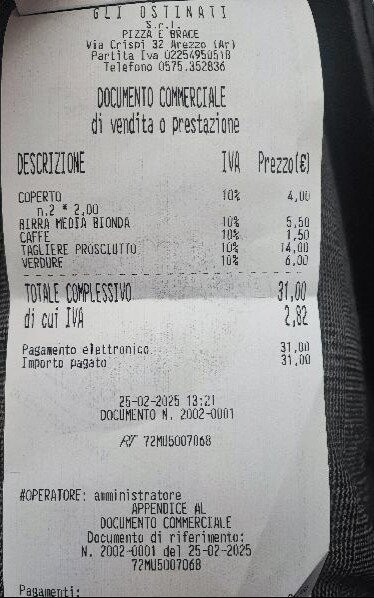 GLI OSTINATI
S.r.l.
PIZZA E BRACE
Via Crispi 32 Arezzo (Ar)
Partita Iva 02254950518
Telefono 0575.352836
DOCUMENTO COMMERCIALE
di vendita o prestazione
DESCRIZIONE IVA Prezzo(€)
COPERTO 10% 4,00
n.2 * 2,00
BIRRA MEDIA BIONDA 10% 5,50
CAFFE 10% 1,50
TAGLIERE PROSCIUTTO 10% 14,00
VERDURE 10% 6,00
TOTALE COMPLESSIVO 31,00
di cui IVA 2,82
Pagamento elettronico 31,00
Importo pagato 31,00
25-02-2025 13:21
DOCUMENTO N. 2002-0001
RT 72MU5007068
#OPERATORE: amministratore
APPENDICE AL
DOCUMENTO COMMERCIALE
Documento di riferimento:
N. 2002-0001 del 25-02-2025
72MU5007068
Pagamenti: